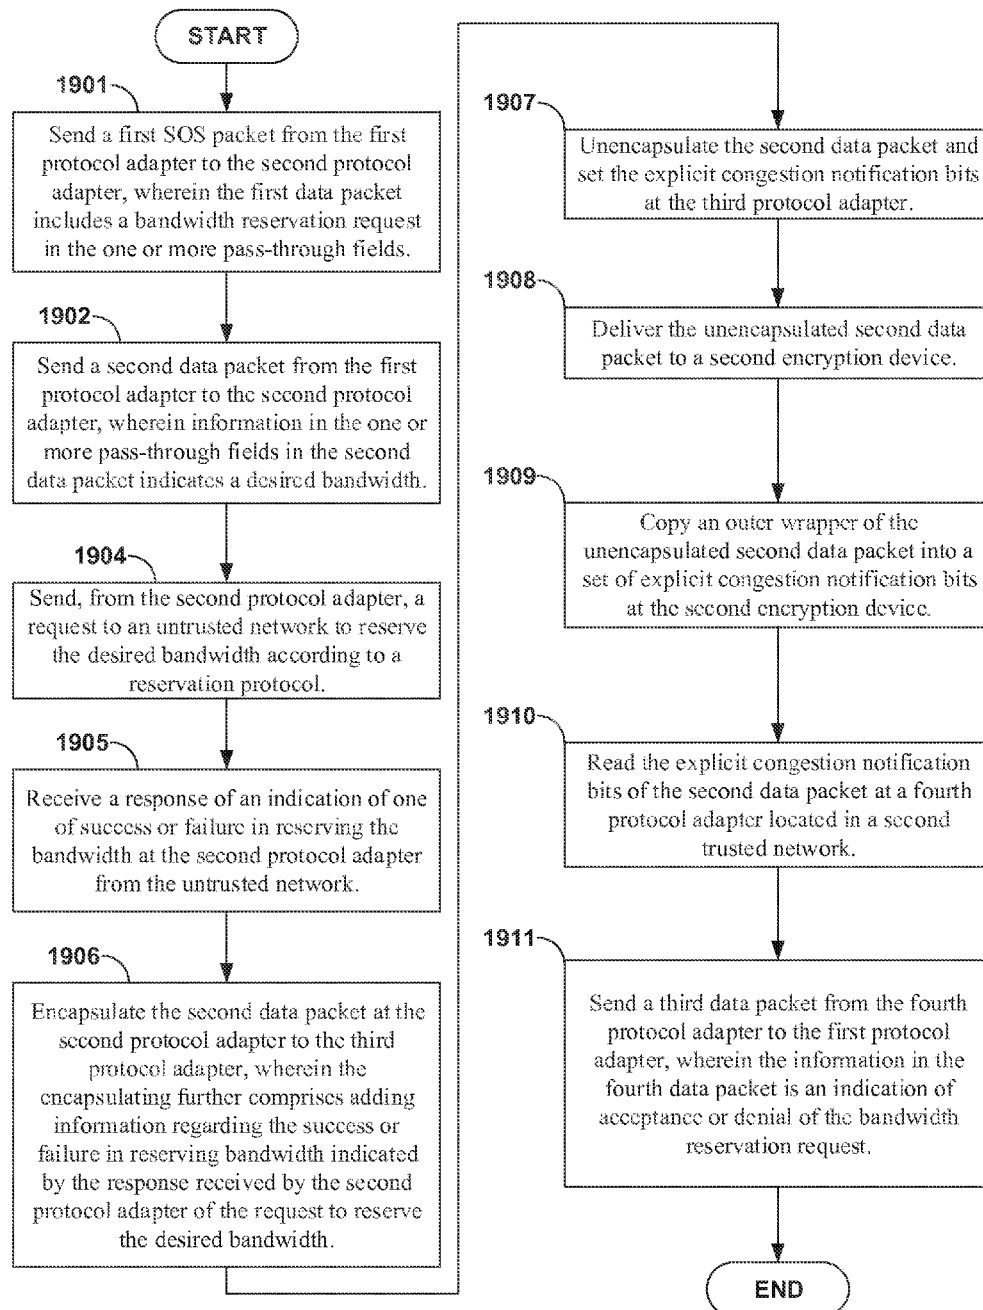 START
1901
Send a first SOS packet from the first
protocol adapter to the second protocol
adapter, wherein the first data packet
includes a bandwidth reservation request
in the one or more pass-through fields.
1902
Send a second data packet from the first
protocol adapter to the second protocol
adapter, wherein information in the one or
more pass-through fields in the second
data packet indicates a desired bandwidth.
1904
Send, from the second protocol adapter, a
request to an untrusted network to reserve
the desired bandwidth according to a
reservation protocol.
1905
Receive a response of an indication of one
of success or failure in reserving the
bandwidth at the second protocol adapter
from the untrusted network.
1906
Encapsulate the second data packet at the
second protocol adapter to the third
protocol adapter, wherein the
encapsulating further comprises adding
information regarding the success or
failure in reserving bandwidth indicated
by the response received by the second
protocol adapter of the request to reserve
the desired bandwidth.
1907
Unencapsulate the second data packet and
set the explicit congestion notification bits
at the third protocol adapter.
1908
Deliver the unencapsulated second data
packet to a second encryption device.
1909
Copy an outer wrapper of the
unencapsulated second data packet into a
set of explicit congestion notification bits
at the second encryption device.
1910
Read the explicit congestion notification
bits of the second data packet at a fourth
protocol adapter located in a second
trusted network.
1911
Send a third data packet from the fourth
protocol adapter to the first protocol
adapter, wherein the information in the
fourth data packet is an indication of
acceptance or denial of the bandwidth
reservation request.
END